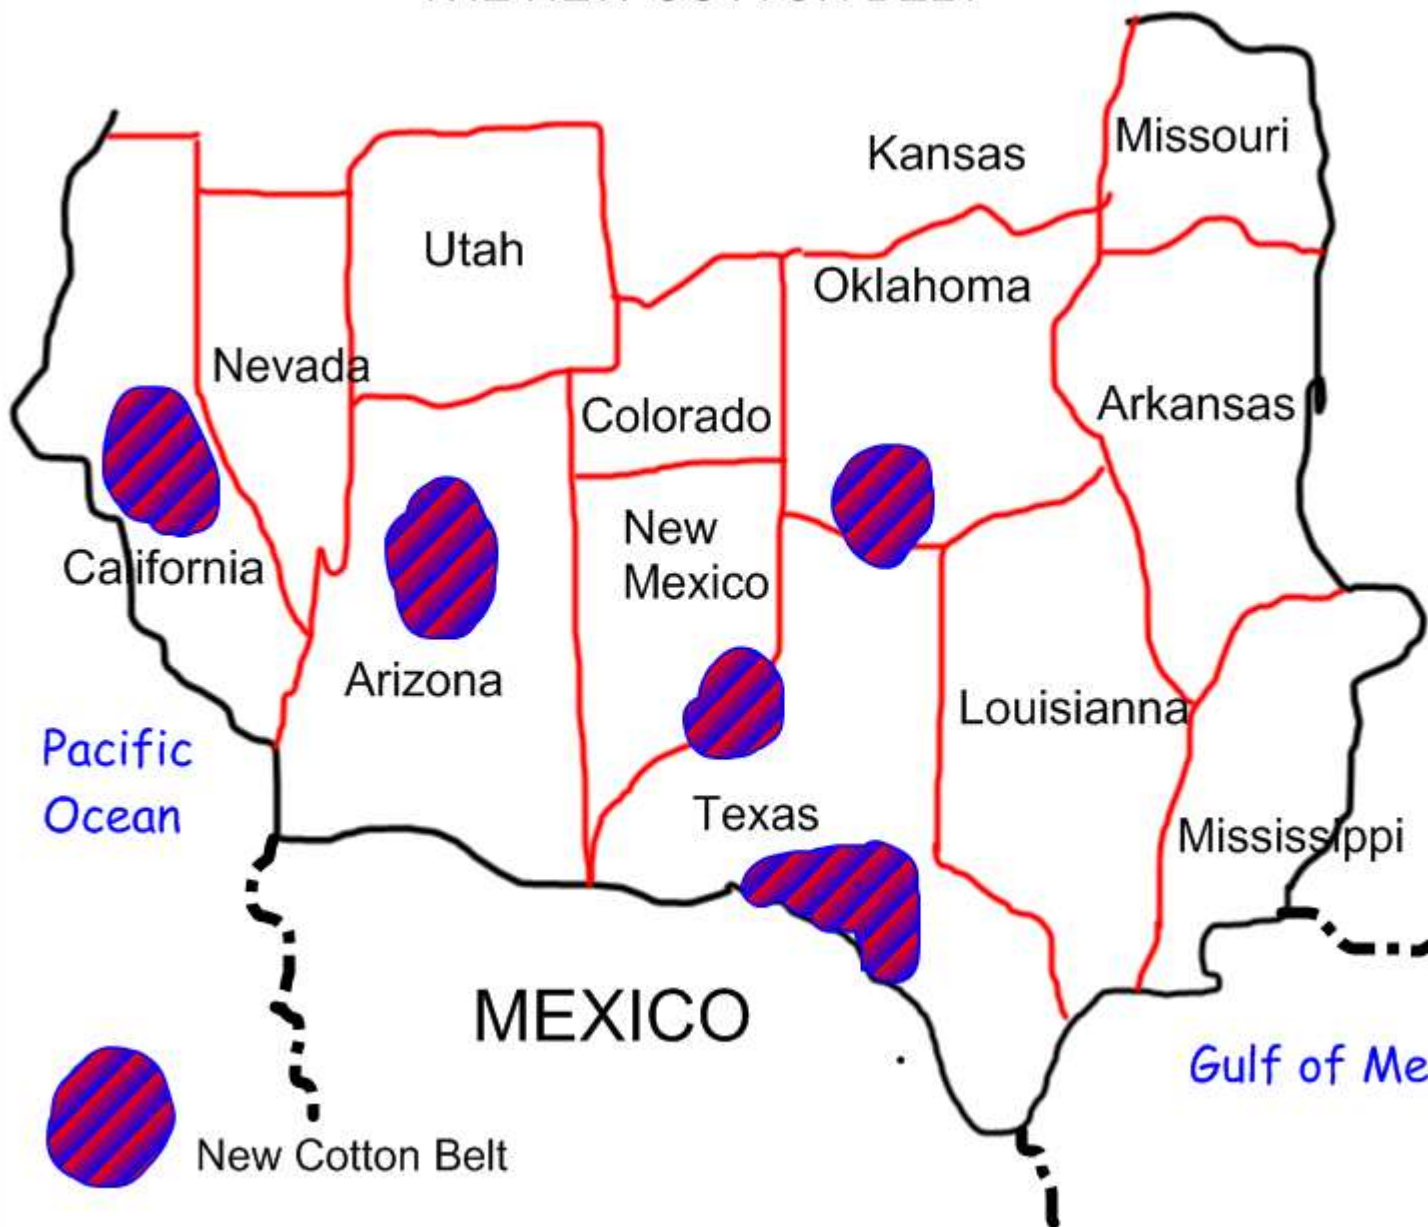 Missouri
Kansas
Utah
Oklahoma
Nevada
Colorado
Arkansas
New
Mexico
California
Arizona
Louisianna
Pacific
Ocean
Texas
Mississippi
MEXICO
Gulf of Me
New Cotton Belt